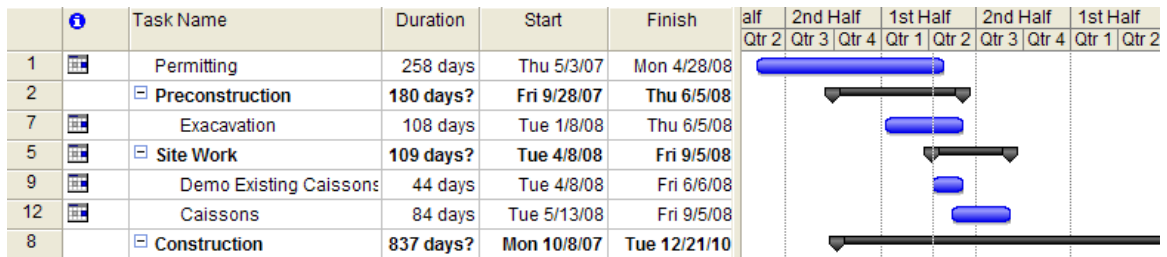 Task Name Duration Start Finish alf 2nd Half 1st Half 2nd Half 1st Half
Qtr 2 Qtr 3 Qtr 4 Qtr 1 Qtr 2 Qtr 3 Qtr 4 Qtr 1 Qtr 2
1 Permitting 258 days Thu 5/3/07 Mon 4/28/08
2 Preconstruction 180 days? Fri 9/28/07 Thu 6/5/08
7 Exacavation 108 days Tue 1/8/08 Thu 6/5/08
5 Site Work 109 days? Tue 4/8/08 Fri 9/5/08
9 Demo Existing Caissons 44 days Tue 4/8/08 Fri 6/6/08
12 Caissons 84 days Tue 5/13/08 Fri 9/5/08
8 Construction 837 days? Mon 10/8/07 Tue 12/21/10